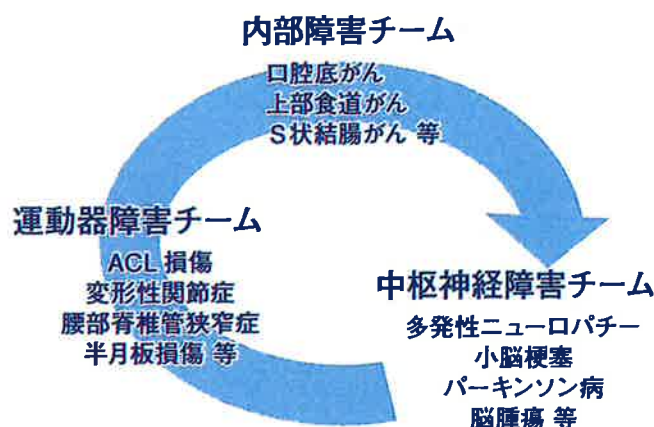 内部障害チーム
口腔底がん
上部食道がん
S状結腸がん 等
運動器障害チーム
ACL 損傷
変形性関節症
腰部脊椎管狭窄症
半月板損傷 等
中枢神経障害チーム
多発性ニューロパチー
小脳梗塞
パーキンソン病
脳腫瘍 等